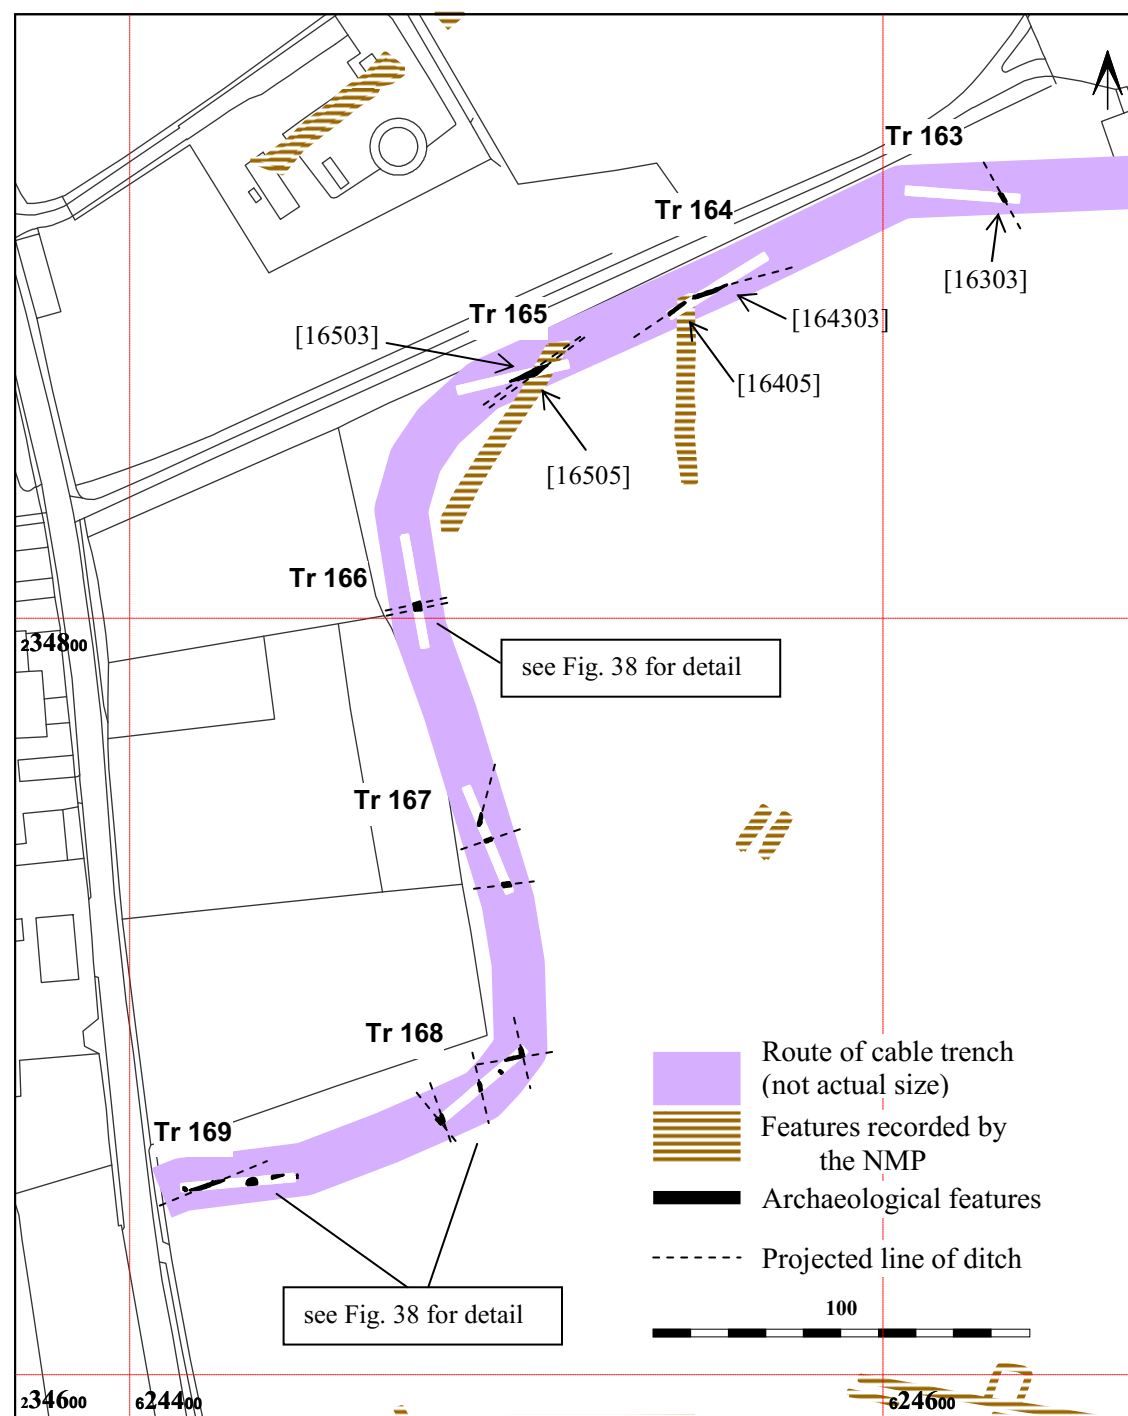 Tr 163
Tr 164
[16303]
Tr 165
[164303]
[16503]
[16405]
[16505]
Tr 166
234800
see Fig. 38 for detail
Tr 167
Tr 168
Route of cable trench
(not actual size)
Features recorded by
the NMP
Tr 169
Archaeological features
Projected line of ditch
see Fig. 38 for detail
100
234600
624400
624600